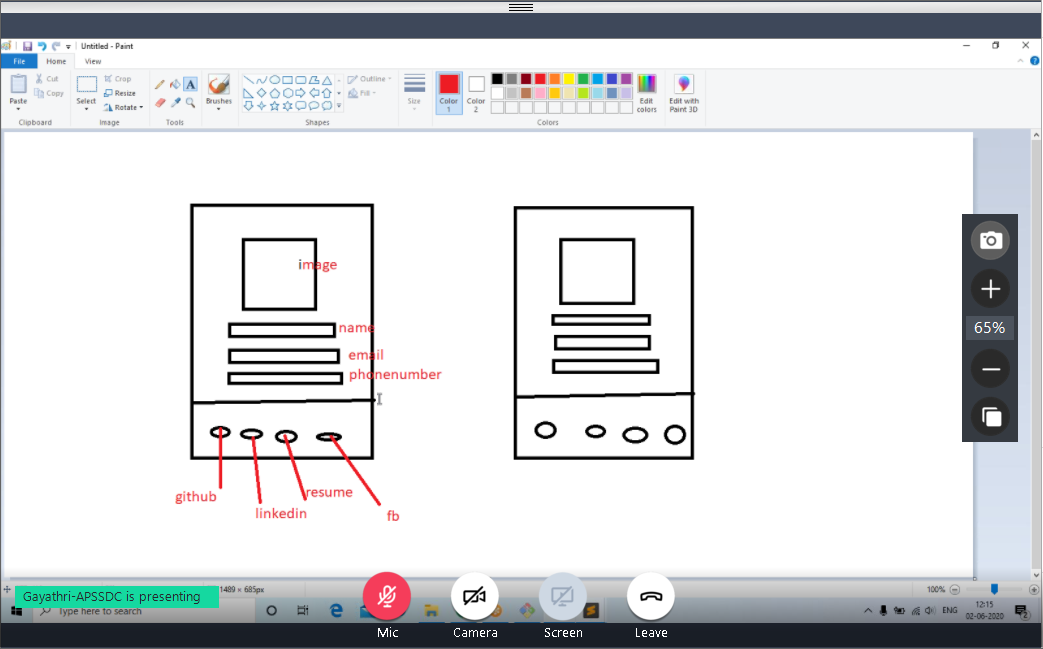 Untitled - Paint
File Home View
Paste
Cut
Copy
Clipboard
Select
Crop
Resize
Rotate
Image
Tools
Brushes
Shapes
Outline
Fill
Size
Color 1
Color 2
Colors
Edit colors
Edit with Paint 3D
image
name
email
phonenumber
github
linkedin
resume
fb
65%
1489 × 685px
100%
Gayathri-APSSDC is presenting
Type here to search
ENG
12:15
02-06-2020
2
Mic
Camera
Screen
Leave